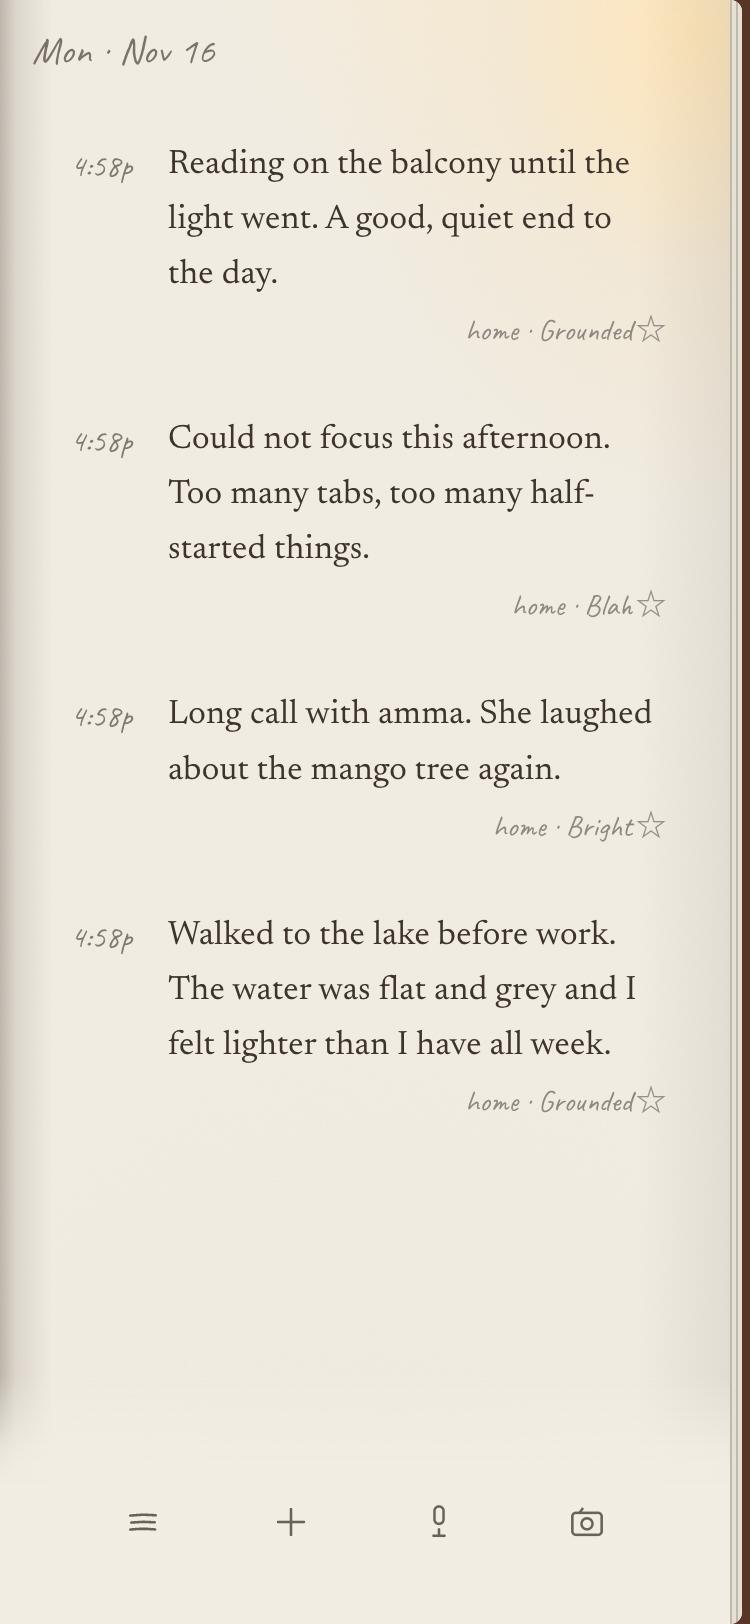 Mon · Nov 16
4:58p Reading on the balcony until the
light went. A good, quiet end to
the day.
home · Grounded☆
4:58p Could not focus this afternoon.
Too many tabs, too many half-
started things.
home · Blah☆
4:58p Long call with amma. She laughed
about the mango tree again.
home · Bright☆
4:58p Walked to the lake before work.
The water was flat and grey and I
felt lighter than I have all week.
home · Grounded☆